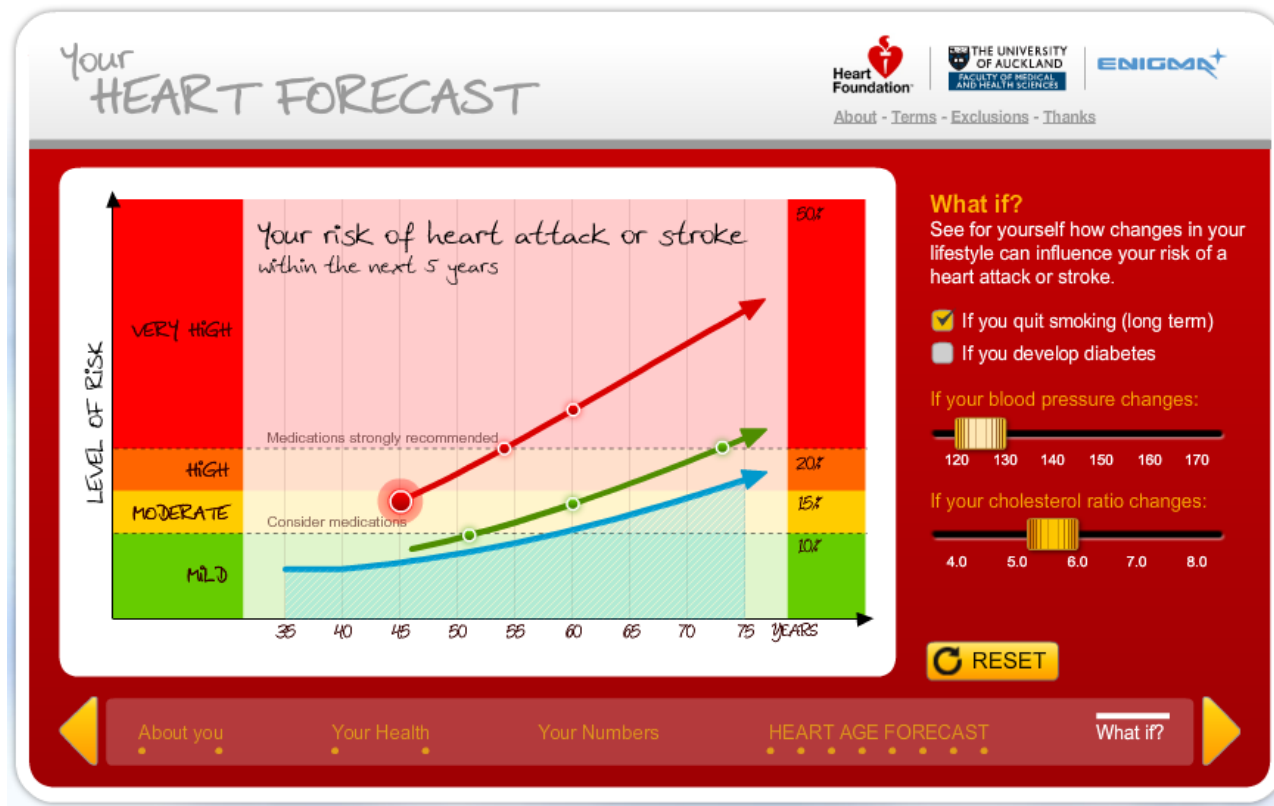 Your
HEART FORECAST
Heart
Foundation
THE UNIVERSITY
OF AUCKLAND
FACULTY OF MEDICAL
AND HEALTH SCIENCES
ENIGMA
About - Terms - Exclusions - Thanks
Your risk of heart attack or stroke
within the next 5 years
LEVEL OF RISK
VERY HIGH
HIGH
MODERATE
MILD
Medications strongly recommended
Consider medications
50%
20%
15%
10%
35 40 45 50 55 60 65 70 75 YEARS
What if?
See for yourself how changes in your
lifestyle can influence your risk of a
heart attack or stroke.
If you quit smoking (long term)
If you develop diabetes
If your blood pressure changes:
120 130 140 150 160 170
If your cholesterol ratio changes:
4.0 5.0 6.0 7.0 8.0
RESET
About you Your Health Your Numbers HEART AGE FORECAST What if?